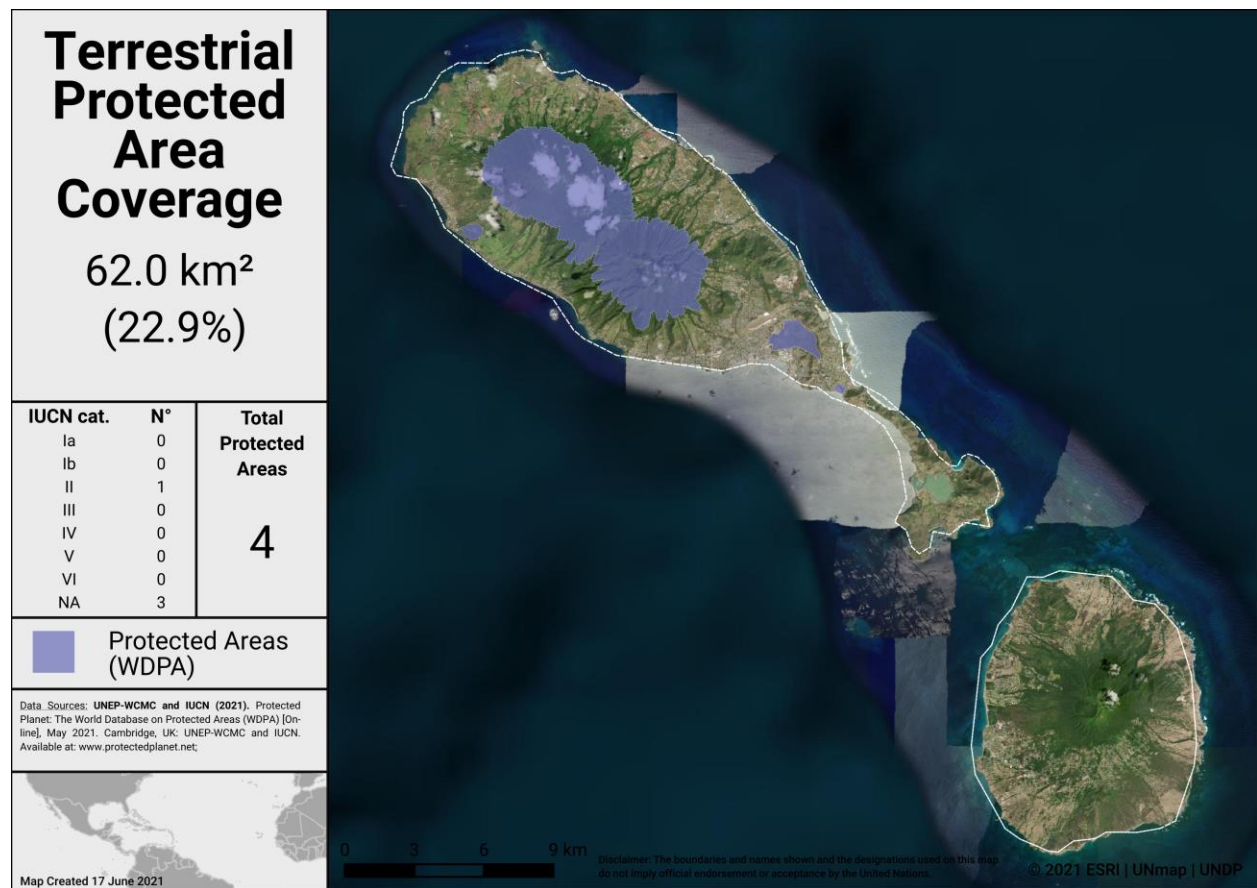 Terrestrial
Protected
Area
Coverage
62.0 km²
(22.9%)
IUCN cat. N°
Ia 0
Ib 0
II 1
III 0
IV 0
V 0
VI 0
NA 3
Total
Protected
Areas
4
Protected Areas
(WDPA)
Data Sources: UNEP-WCMC and IUCN (2021). Protected
Planet: The World Database on Protected Areas (WDPA) [On-
line], May 2021. Cambridge, UK: UNEP-WCMC and IUCN.
Available at: www.protectedplanet.net;
Map Created 17 June 2021
0 3 6 9 km
Disclaimer: The boundaries and names shown and the designations used on this map
do not imply official endorsement or acceptance by the United Nations.
© 2021 ESRI | UNmap | UNDP